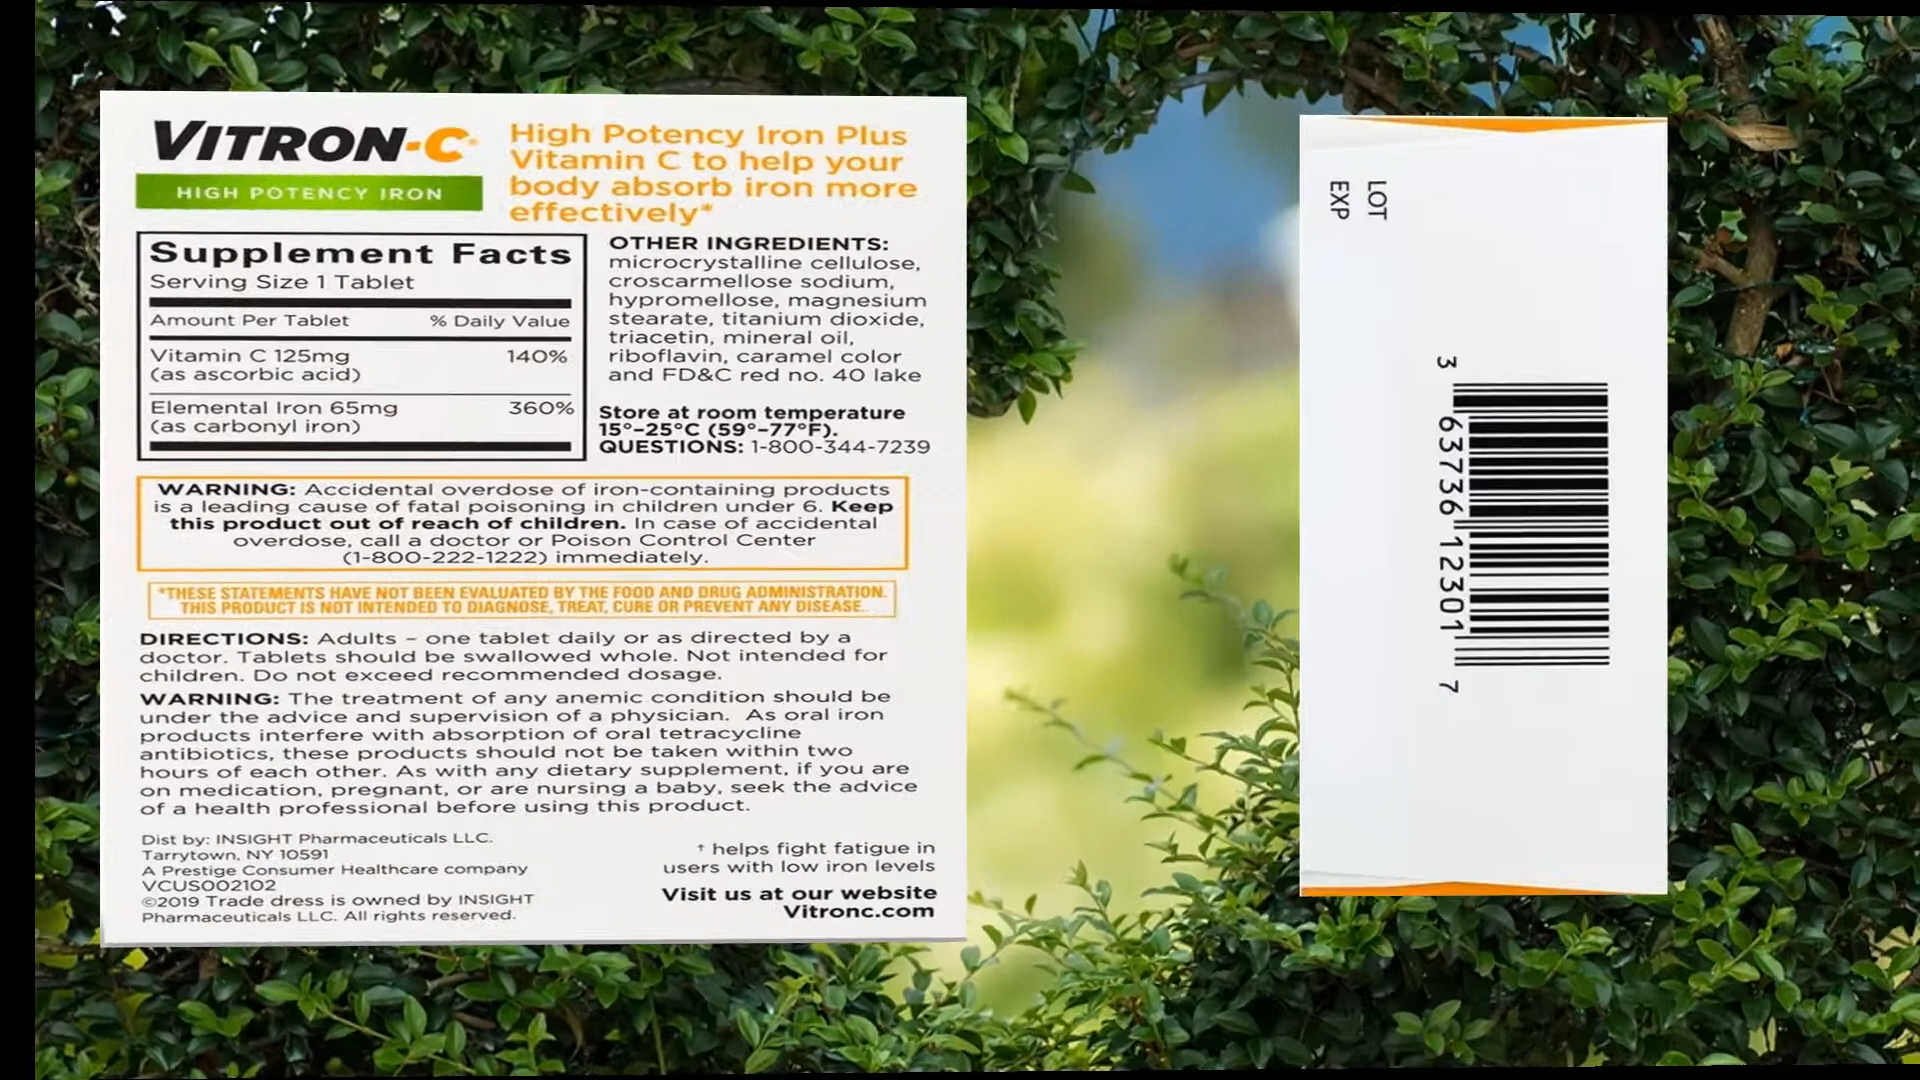 VITRON-C®
HIGH POTENCY IRON
High Potency Iron Plus
Vitamin C to help your
body absorb iron more
effectively*
Supplement Facts
Serving Size 1 Tablet
Amount Per Tablet % Daily Value
Vitamin C 125mg 140%
(as ascorbic acid)
Elemental Iron 65mg 360%
(as carbonyl iron)
OTHER INGREDIENTS:
microcrystalline cellulose,
croscarmellose sodium,
hypromellose, magnesium
stearate, titanium dioxide,
triacetin, mineral oil,
riboflavin, caramel color
and FD&C red no. 40 lake
Store at room temperature
15°-25°C (59°-77°F).
QUESTIONS: 1-800-344-7239
WARNING: Accidental overdose of iron-containing products
is a leading cause of fatal poisoning in children under 6. Keep
this product out of reach of children. In case of accidental
overdose, call a doctor or Poison Control Center
(1-800-222-1222) immediately.
*THESE STATEMENTS HAVE NOT BEEN EVALUATED BY THE FOOD AND DRUG ADMINISTRATION.
THIS PRODUCT IS NOT INTENDED TO DIAGNOSE, TREAT, CURE OR PREVENT ANY DISEASE.
DIRECTIONS: Adults – one tablet daily or as directed by a
doctor. Tablets should be swallowed whole. Not intended for
children. Do not exceed recommended dosage.
WARNING: The treatment of any anemic condition should be
under the advice and supervision of a physician. As oral iron
products interfere with absorption of oral tetracycline
antibiotics, these products should not be taken within two
hours of each other. As with any dietary supplement, if you are
on medication, pregnant, or are nursing a baby, seek the advice
of a health professional before using this product.
Dist by: INSIGHT Pharmaceuticals LLC.
Tarrytown, NY 10591
A Prestige Consumer Healthcare company
VCUS002102
©2019 Trade dress is owned by INSIGHT
Pharmaceuticals LLC. All rights reserved.
† helps fight fatigue in
users with low iron levels
Visit us at our website
Vitronc.com
LOT
EXP
3 63736 12301 7